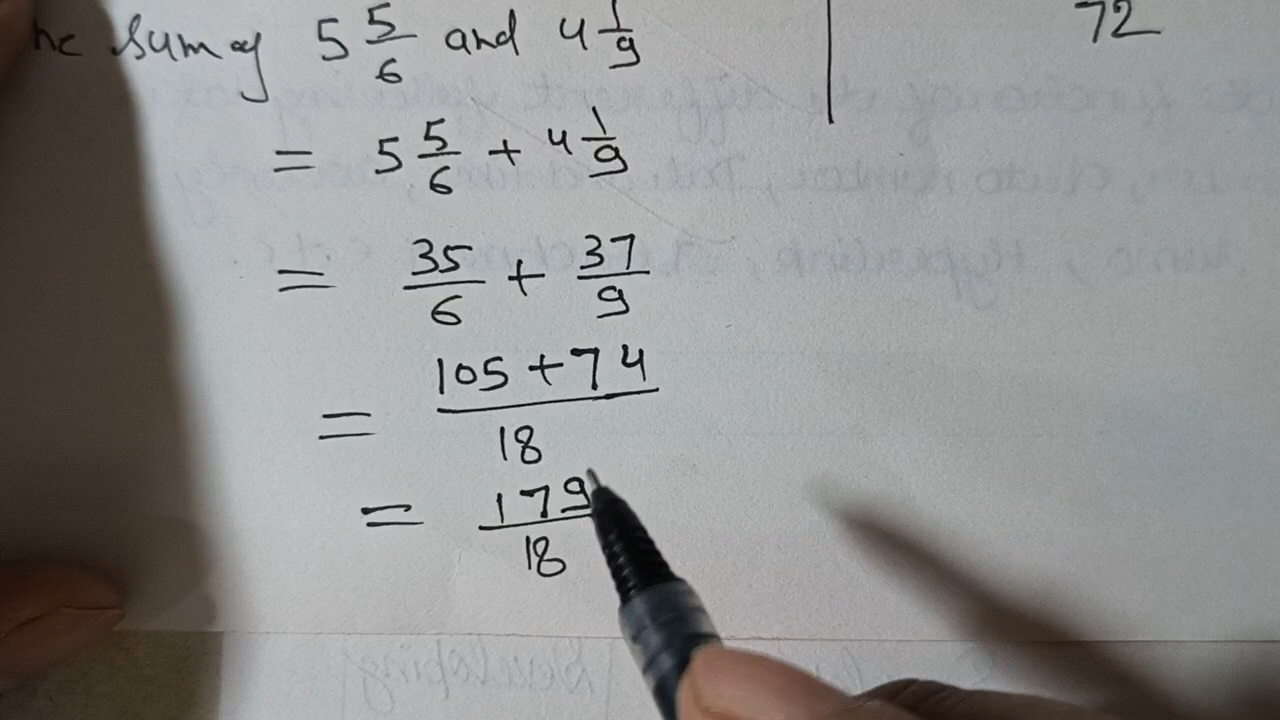 he sum of 5 5/6 and 4 1/9
= 5 5/6 + 4 1/9
= 35/6 + 37/9
= 105 + 74 / 18
= 179/18
72